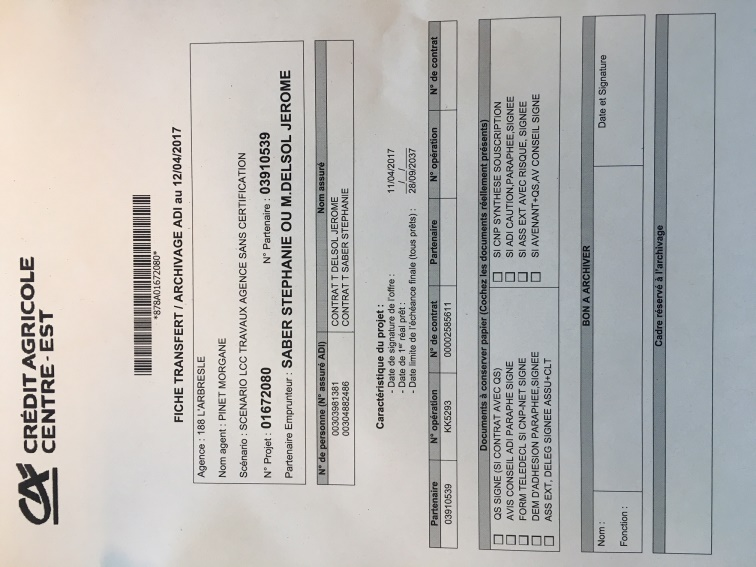 CA
CRÉDIT AGRICOLE
CENTRE-EST
*878A01672080*
FICHE TRANSFERT / ARCHIVAGE ADI au 12/04/2017
Agence : 188 L'ARBRESLE
Nom agent : PINET MORGANE
Scénario : SCENARIO LCC TRAVAUX AGENCE SANS CERTIFICATION
N° Projet : 01672080 N° Partenaire : 03910539
Partenaire Emprunteur : SABER STEPHANIE OU M.DELSOL JEROME
N° de personne (N° assuré ADI) Nom assuré
00303981381 CONTRAT T DELSOL JEROME
00304882486 CONTRAT T SABER STEPHANIE
Caractéristique du projet :
- Date de signature de l'offre : 11/04/2017
- Date de 1er réal prêt : __/__/__
- Date limite de l'échéance finale (tous prêts) : 28/09/2037
Partenaire N° opération N° de contrat Partenaire N° opération N° de contrat
03910539 KK5293 00002585611
Documents à conserver papier (Cochez les documents réellement présents)
☐ QS SIGNE (SI CONTRAT AVEC QS) ☐ SI CNP SYNTHESE SOUSCRIPTION
☐ AVIS CONSEIL ADI PARAPHE SIGNE ☐ SI ADI CAUTION,PARAPHEE,SIGNEE
☐ FORM TELEDECL SI CNP-NET SIGNE ☐ SI ASS EXT AVEC RISQUE, SIGNEE
☐ DEM D'ADHESION PARAPHEE,SIGNEE ☐ SI AVENANT+QS,AV CONSEIL SIGNE
☐ ASS EXT, DELEG SIGNEE ASSU+CLT
BON A ARCHIVER
Nom : Date et Signature
Fonction :
Cadre réservé à l'archivage